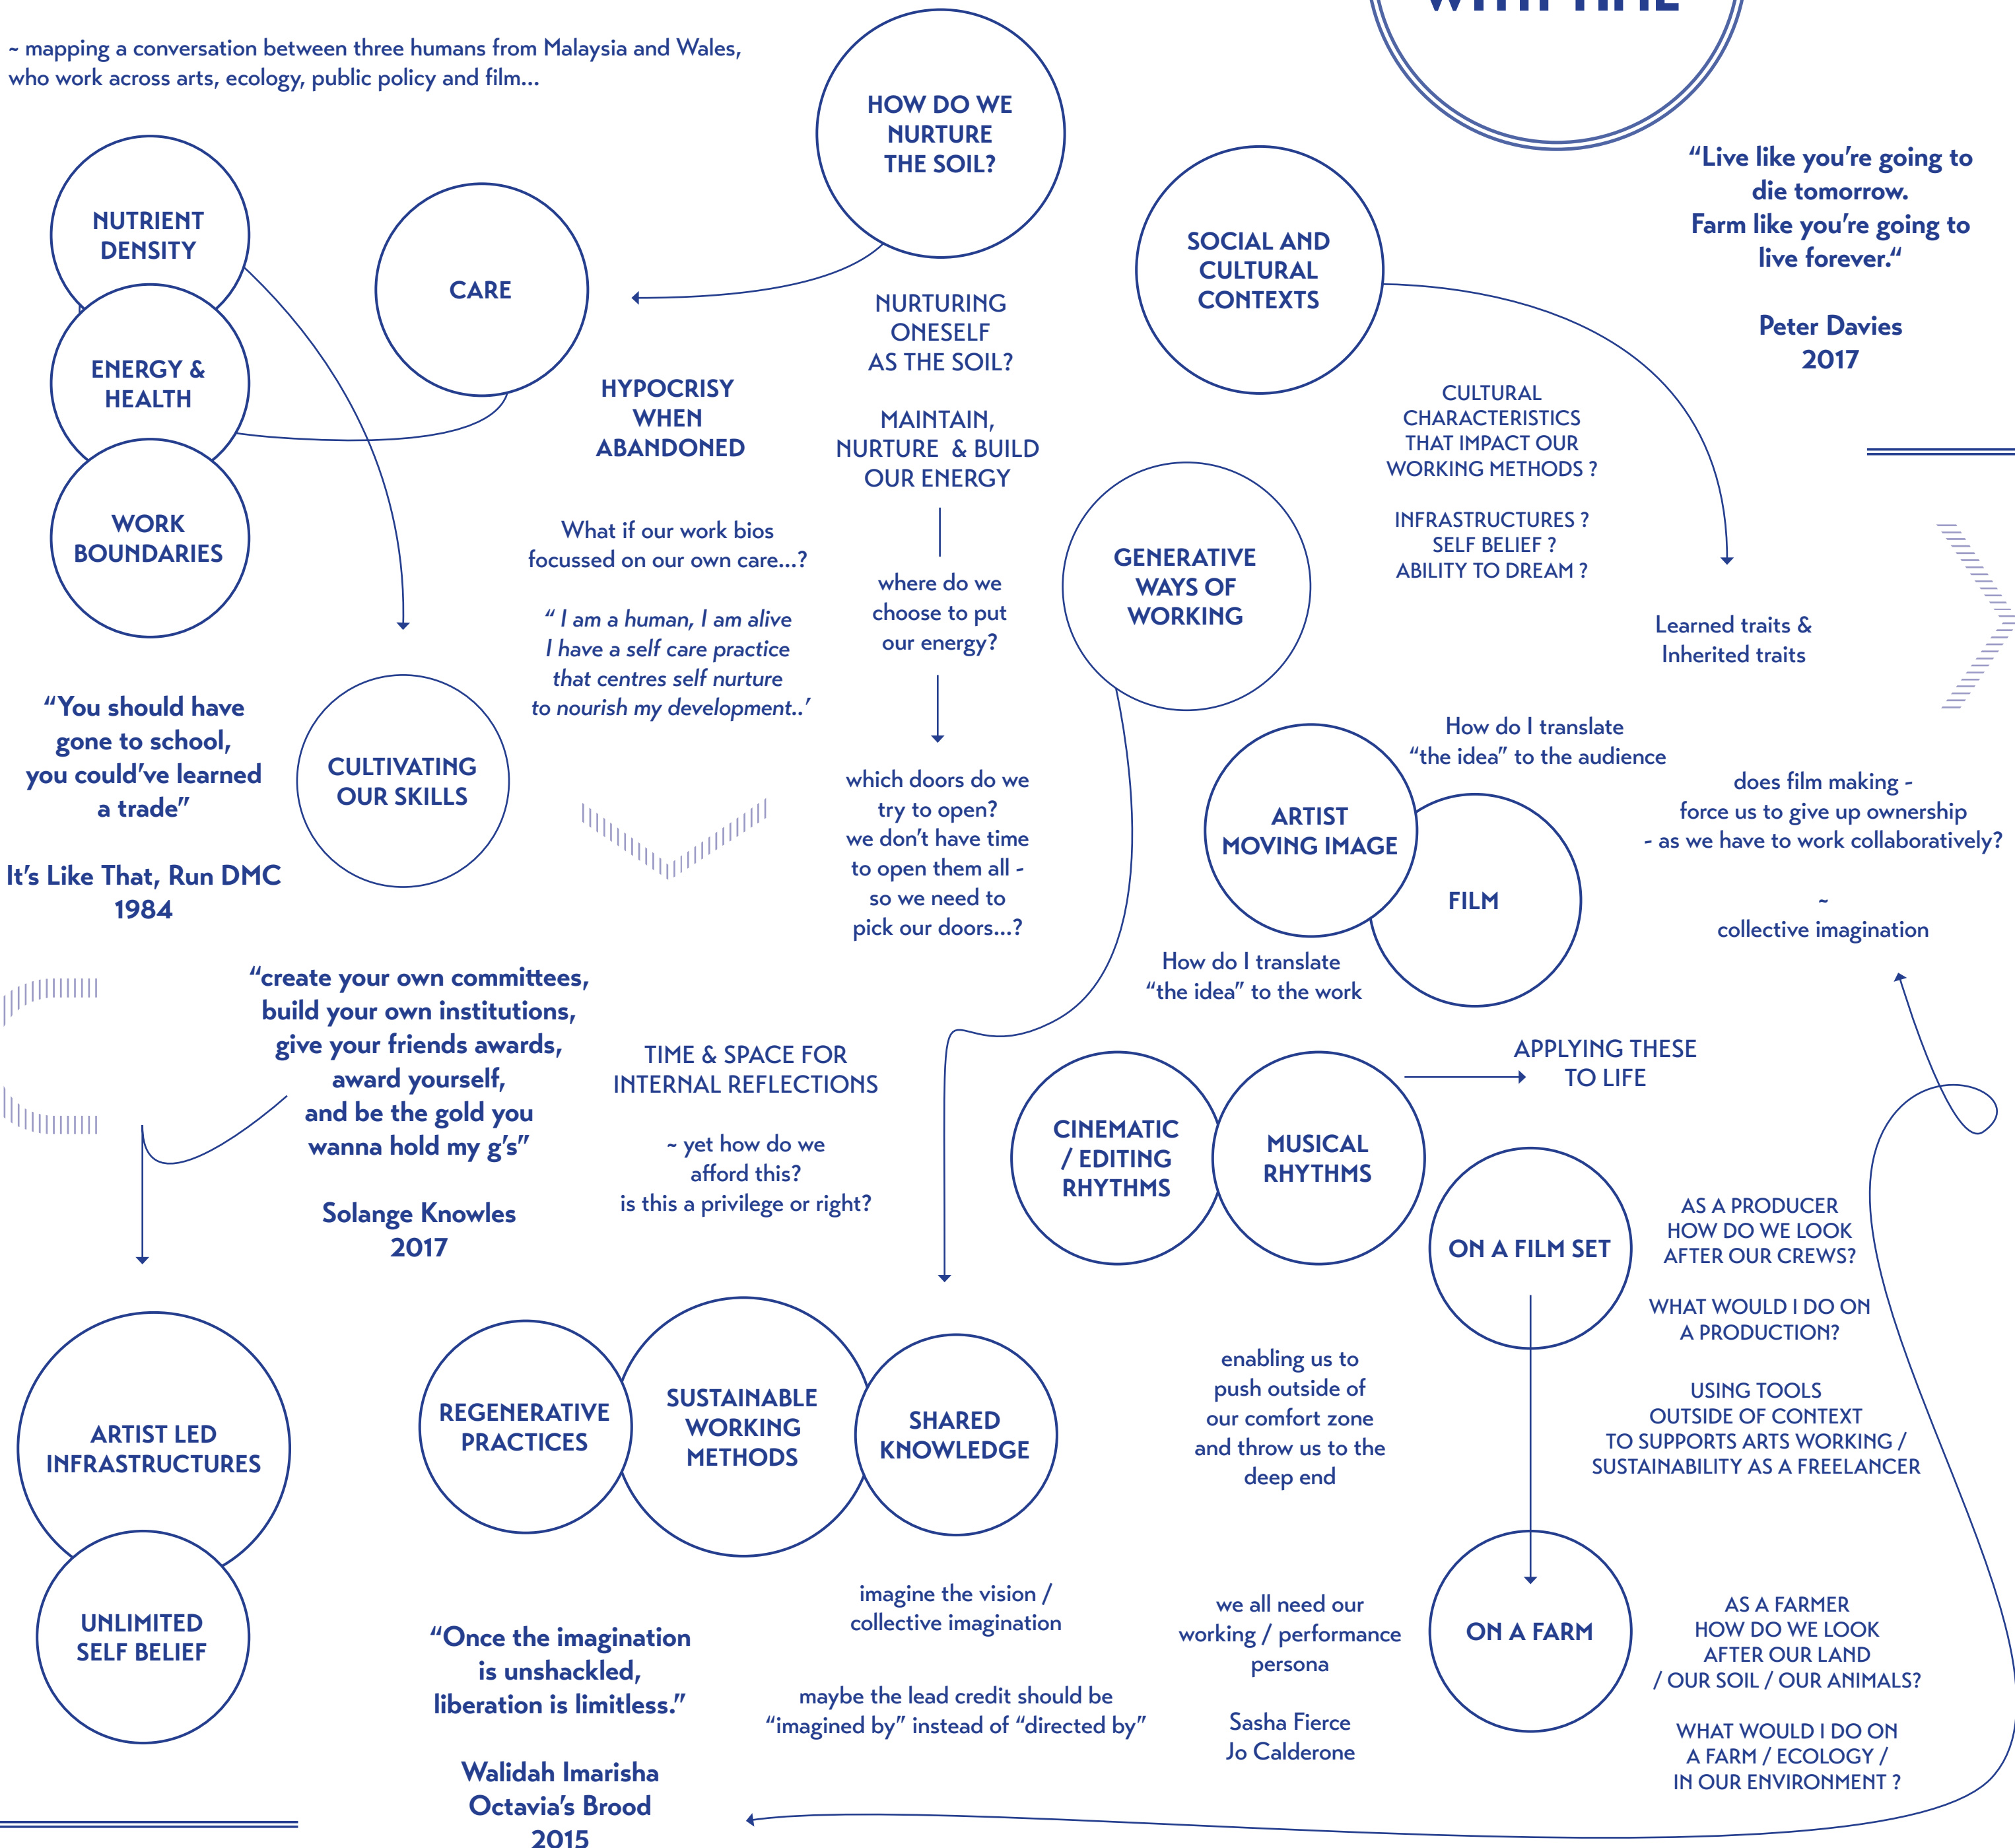 WITH TIME
~ mapping a conversation between three humans from Malaysia and Wales,
who work across arts, ecology, public policy and film...
HOW DO WE
NURTURE
THE SOIL?
NUTRIENT
DENSITY
ENERGY &
HEALTH
WORK
BOUNDARIES
CARE
SOCIAL AND
CULTURAL
CONTEXTS
“Live like you’re going to
die tomorrow.
Farm like you’re going to
live forever.“
Peter Davies
2017
NURTURING
ONESELF
AS THE SOIL?
MAINTAIN,
NURTURE & BUILD
OUR ENERGY
where do we
choose to put
our energy?
which doors do we
try to open?
we don’t have time
to open them all -
so we need to
pick our doors...?
HYPOCRISY
WHEN
ABANDONED
What if our work bios
focussed on our own care...?
“ I am a human, I am alive
I have a self care practice
that centres self nurture
to nourish my development..’
CULTURAL
CHARACTERISTICS
THAT IMPACT OUR
WORKING METHODS ?
INFRASTRUCTURES ?
SELF BELIEF ?
ABILITY TO DREAM ?
GENERATIVE
WAYS OF
WORKING
Learned traits &
Inherited traits
“You should have
gone to school,
you could’ve learned
a trade”
It’s Like That, Run DMC
1984
CULTIVATING
OUR SKILLS
How do I translate
“the idea” to the audience
ARTIST
MOVING IMAGE
FILM
does film making -
force us to give up ownership
- as we have to work collaboratively?
~
collective imagination
How do I translate
“the idea” to the work
“create your own committees,
build your own institutions,
give your friends awards,
award yourself,
and be the gold you
wanna hold my g’s”
Solange Knowles
2017
TIME & SPACE FOR
INTERNAL REFLECTIONS
~ yet how do we
afford this?
is this a privilege or right?
CINEMATIC
/ EDITING
RHYTHMS
MUSICAL
RHYTHMS
APPLYING THESE
TO LIFE
ON A FILM SET
AS A PRODUCER
HOW DO WE LOOK
AFTER OUR CREWS?
WHAT WOULD I DO ON
A PRODUCTION?
USING TOOLS
OUTSIDE OF CONTEXT
TO SUPPORTS ARTS WORKING /
SUSTAINABILITY AS A FREELANCER
ARTIST LED
INFRASTRUCTURES
UNLIMITED
SELF BELIEF
REGENERATIVE
PRACTICES
SUSTAINABLE
WORKING
METHODS
SHARED
KNOWLEDGE
enabling us to
push outside of
our comfort zone
and throw us to the
deep end
“Once the imagination
is unshackled,
liberation is limitless.”
Walidah Imarisha
Octavia’s Brood
2015
imagine the vision /
collective imagination
maybe the lead credit should be
“imagined by” instead of “directed by”
we all need our
working / performance
persona
Sasha Fierce
Jo Calderone
ON A FARM
AS A FARMER
HOW DO WE LOOK
AFTER OUR LAND
/ OUR SOIL / OUR ANIMALS?
WHAT WOULD I DO ON
A FARM / ECOLOGY /
IN OUR ENVIRONMENT ?